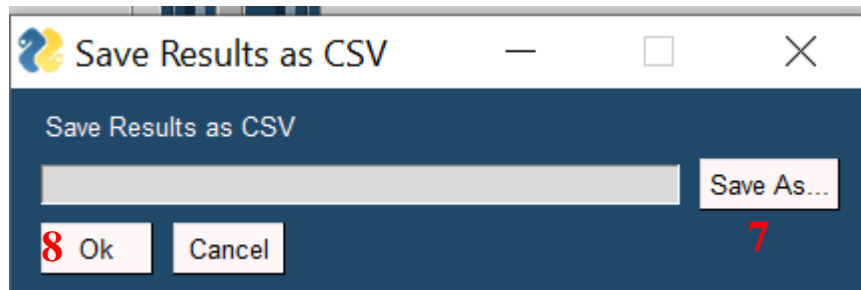 Save Results as CSV
Save Results as CSV
Save As...
7
8 Ok Cancel